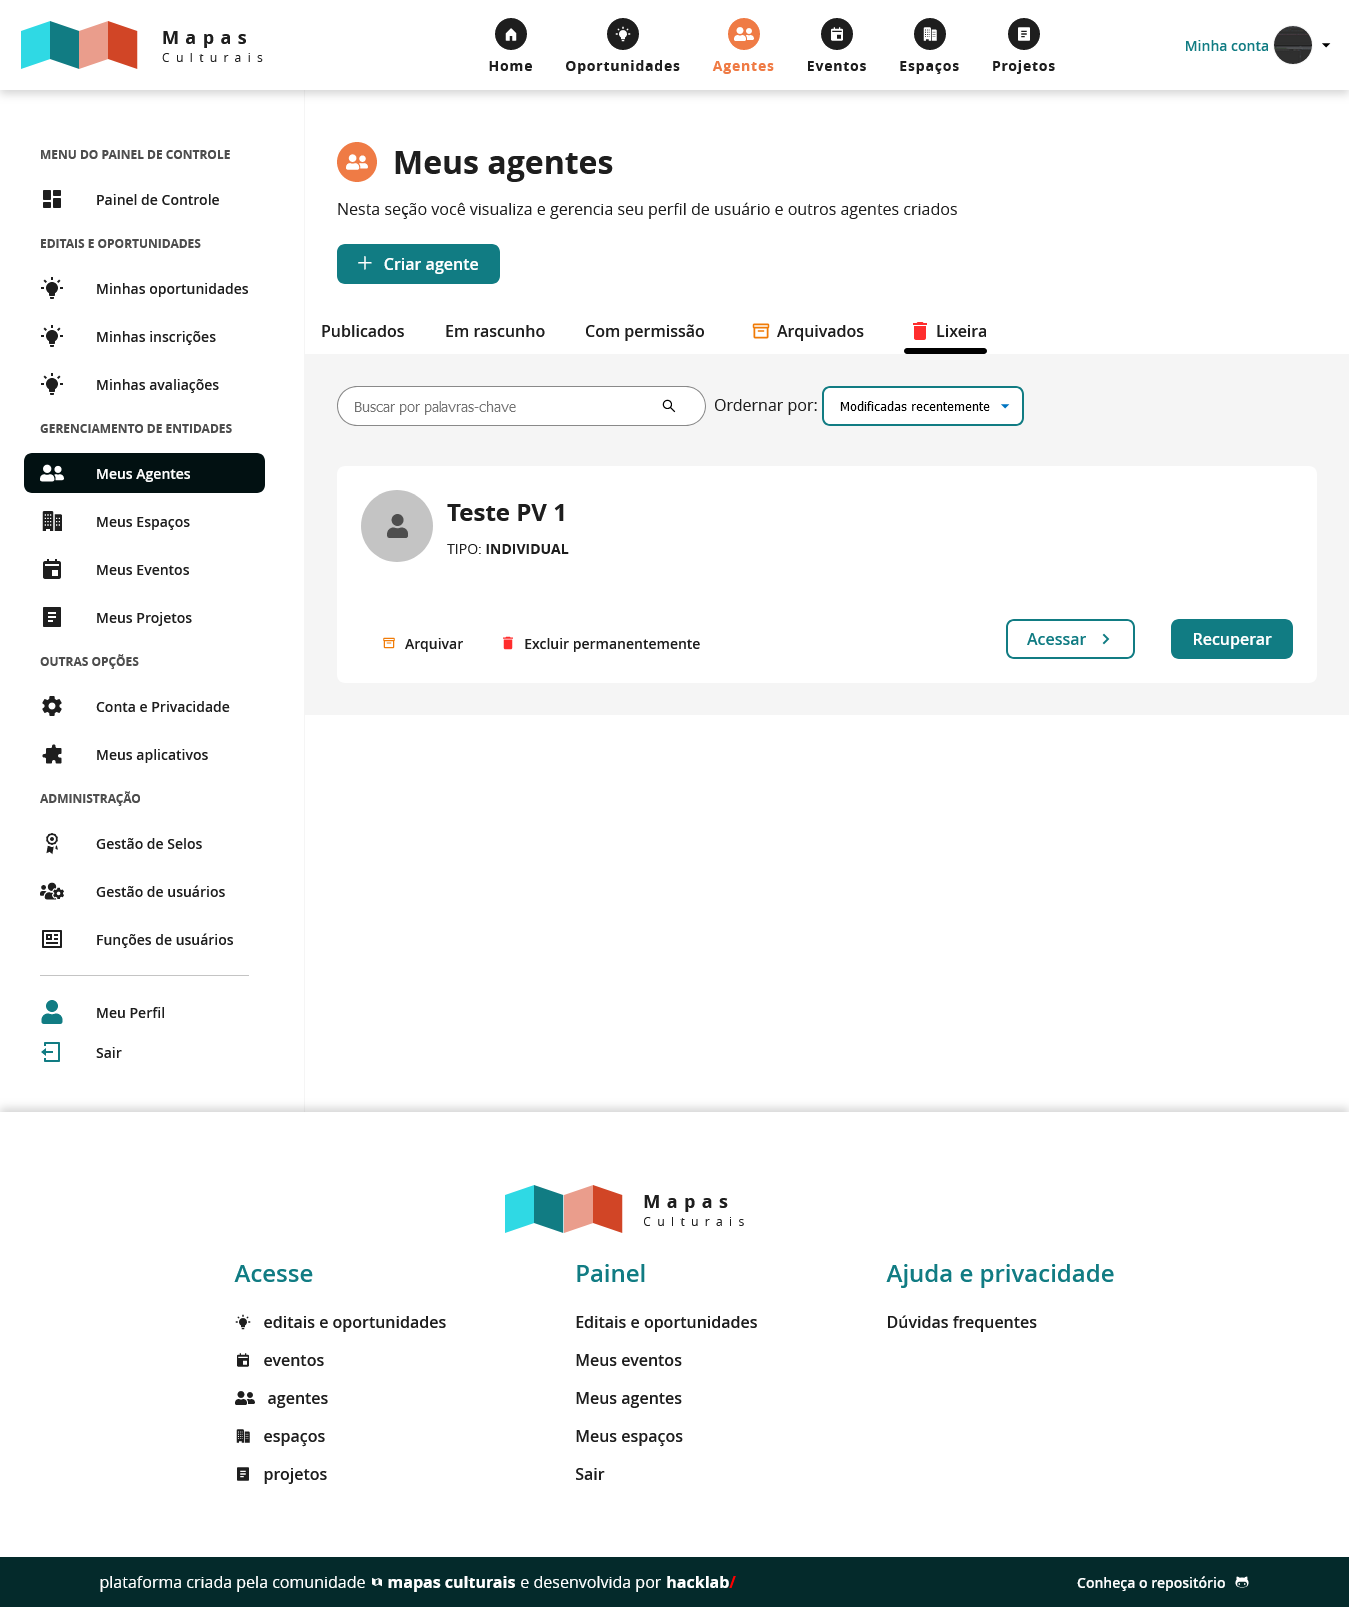 Mapas
Culturais
Home
Oportunidades
Agentes
Eventos
Espaços
Projetos
Minha conta
MENU DO PAINEL DE CONTROLE
Painel de Controle
EDITAIS E OPORTUNIDADES
Minhas oportunidades
Minhas inscrições
Minhas avaliações
GERENCIAMENTO DE ENTIDADES
Meus Agentes
Meus Espaços
Meus Eventos
Meus Projetos
OUTRAS OPÇÕES
Conta e Privacidade
Meus aplicativos
ADMINISTRAÇÃO
Gestão de Selos
Gestão de usuários
Funções de usuários
Meu Perfil
Sair
Meus agentes
Nesta seção você visualiza e gerencia seu perfil de usuário e outros agentes criados
Criar agente
Publicados
Em rascunho
Com permissão
Arquivados
Lixeira
Buscar por palavras-chave
Ordernar por:
Modificadas recentemente
Teste PV 1
TIPO: INDIVIDUAL
Arquivar
Excluir permanentemente
Acessar
Recuperar
Mapas
Culturais
Acesse
editais e oportunidades
eventos
agentes
espaços
projetos
Painel
Editais e oportunidades
Meus eventos
Meus agentes
Meus espaços
Sair
Ajuda e privacidade
Dúvidas frequentes
plataforma criada pela comunidade mapas culturais e desenvolvida por hacklab/
Conheça o repositório